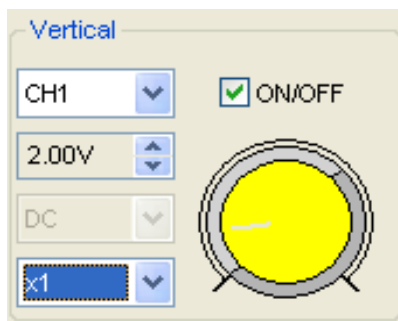 Vertical
CH1
ON/OFF
2.00V
DC
x1